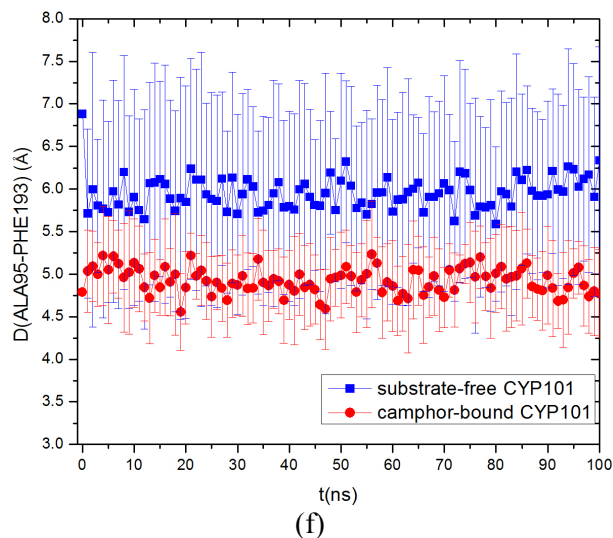 8.0
7.5
7.0
6.5
6.0
5.5
5.0
4.5
4.0
3.5
3.0
D(ALA95-PHE193) (Å)
substrate-free CYP101
camphor-bound CYP101
0 10 20 30 40 50 60 70 80 90 100
t(ns)
(f)